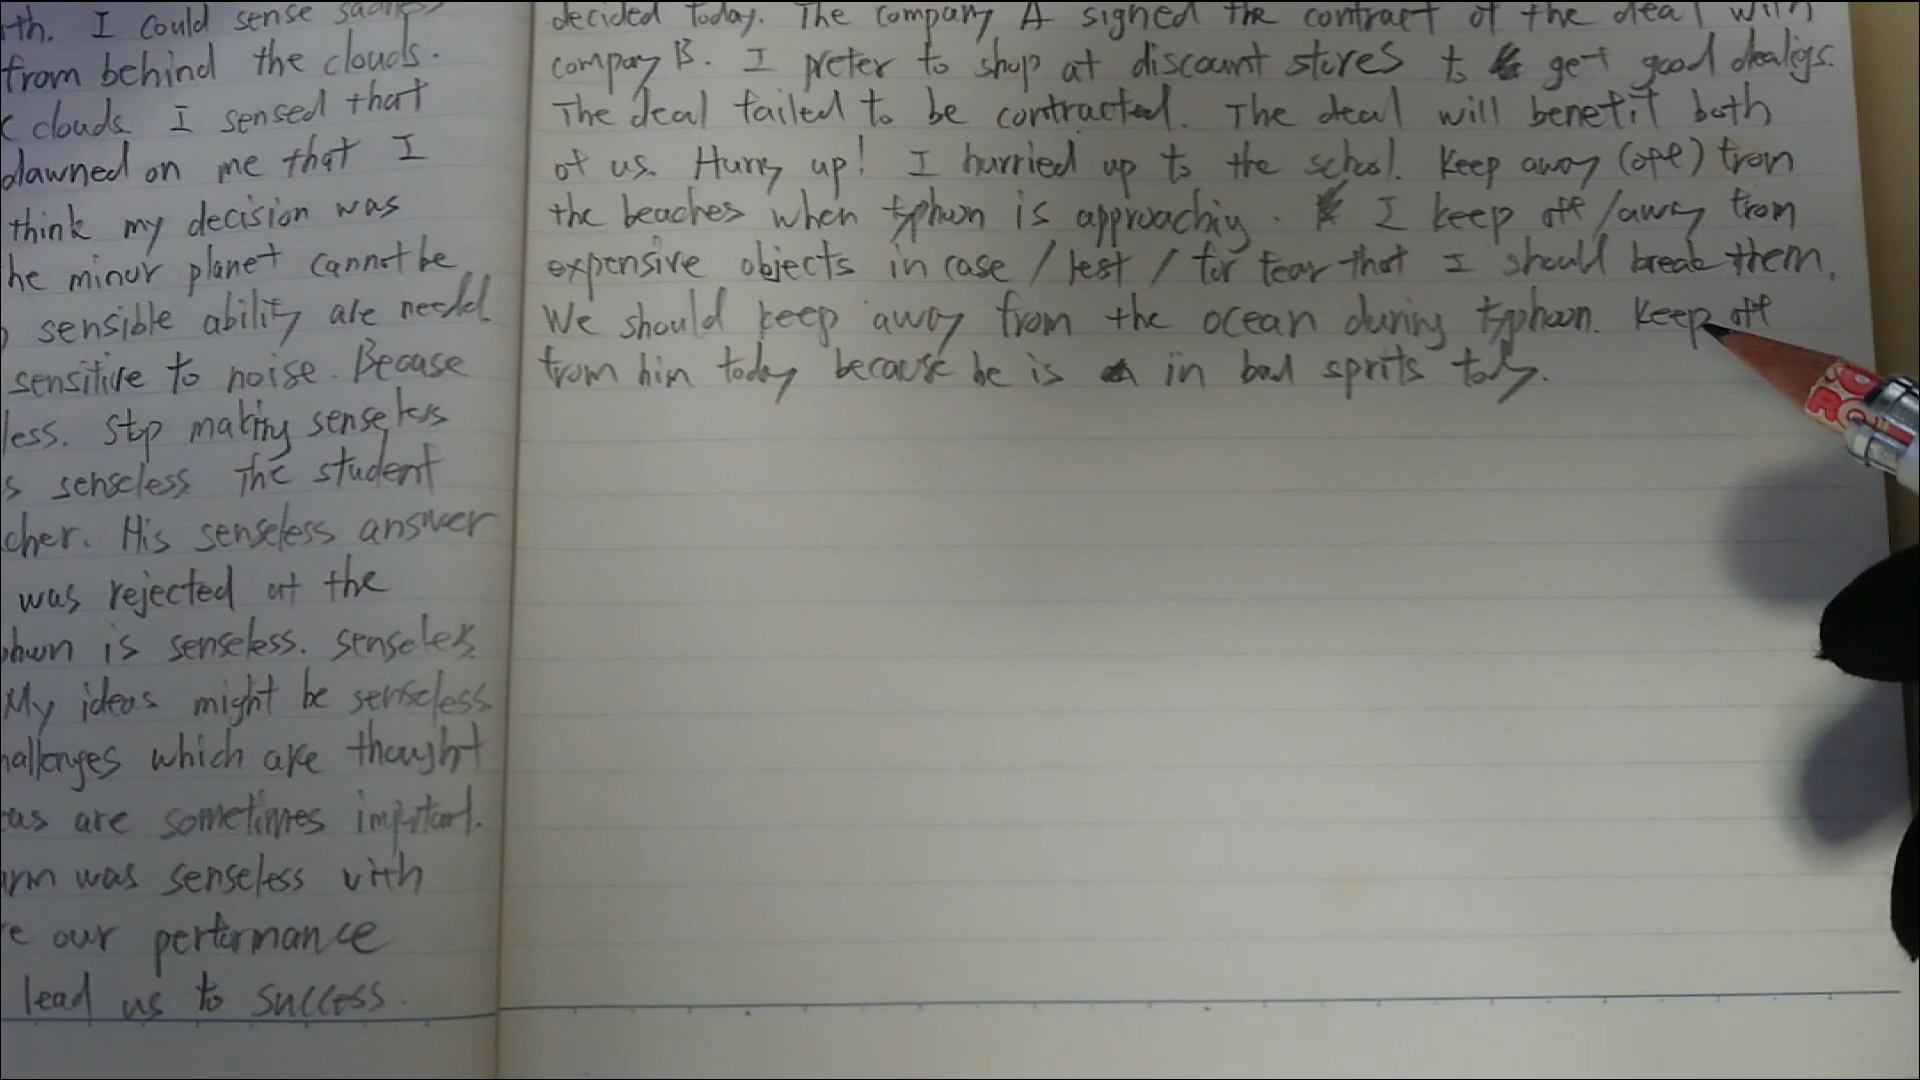 th. I could sense sadness
from behind the clouds.
clouds. I sensed that
dawned on me that I
think my decision was
he minor planet cannot be
sensible ability are needed.
sensitive to noise. Becouse
less. Stop making senseless
s senseless. The student
cher. His senseless answer
was rejected at the
is senseless. Senseless
My ideas might be senseless.
hallenges which are thought
eas are sometimes important.
arm was senseless with
e our performance
lead us to success.
decided today. The company A signed the contract of the deal with
company B. I prefer to shop at discount stores to get good dealigs.
The deal failed to be contracted. The deal will benefit both
of us. Hurry up! I hurried up to the school. Keep away (off) from
the beaches when typhoon is approachig. I keep off/away from
expensive objects in case / lest / for fear that I should break them.
We should keep away from the ocean during typhoon. Keep off
from him today because he is in bad sprits today.